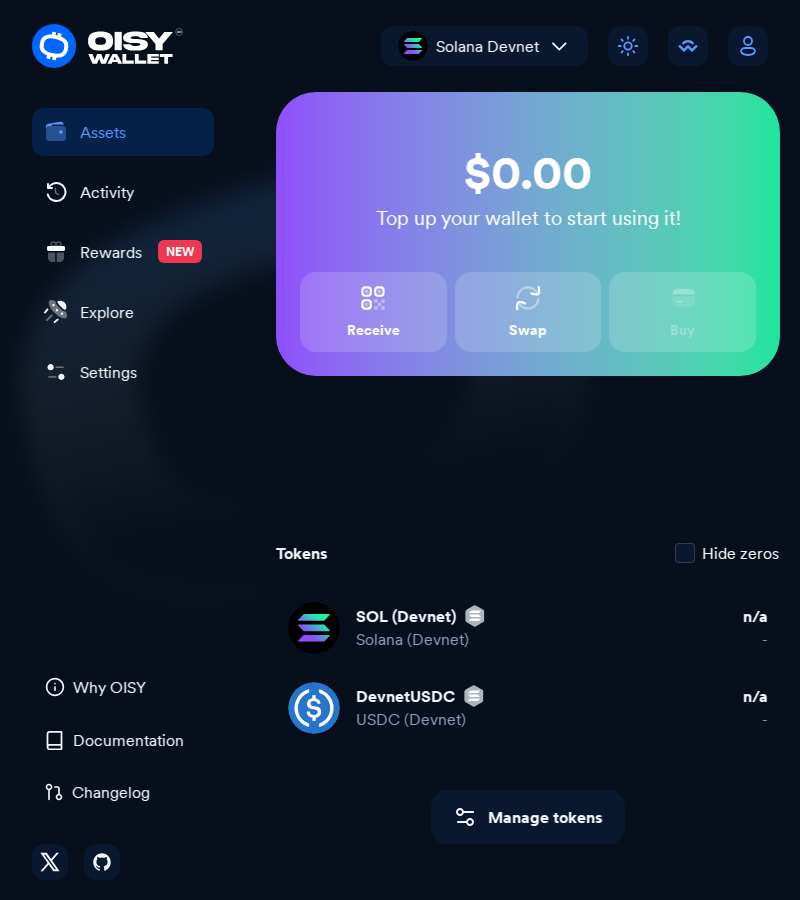 OISY
WALLET
Solana Devnet
Assets
Activity
Rewards NEW
Explore
Settings
$0.00
Top up your wallet to start using it!
Receive
Swap
Buy
Tokens
Hide zeros
SOL (Devnet)
n/a
Solana (Devnet)
-
DevnetUSDC
n/a
USDC (Devnet)
-
Manage tokens
Why OISY
Documentation
Changelog